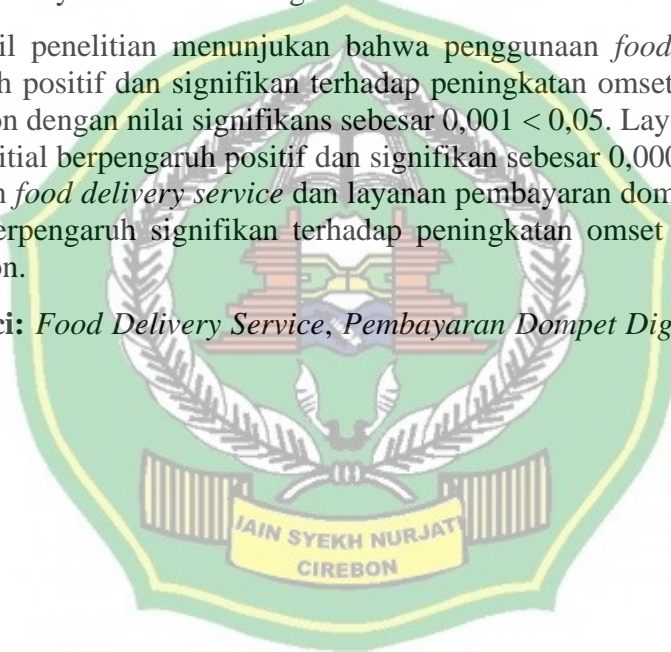 il penelitian menunjukan bahwa penggunaan food
h positif dan signifikan terhadap peningkatan omset
on dengan nilai signifikans sebesar 0,001 < 0,05. Lay
itial berpengaruh positif dan signifikan sebesar 0,000
n food delivery service dan layanan pembayaran dom
erpengaruh signifikan terhadap peningkatan omset
on.
ci: Food Delivery Service, Pembayaran Dompet Dig
IAIN SYEKH NURJATI
CIREBON